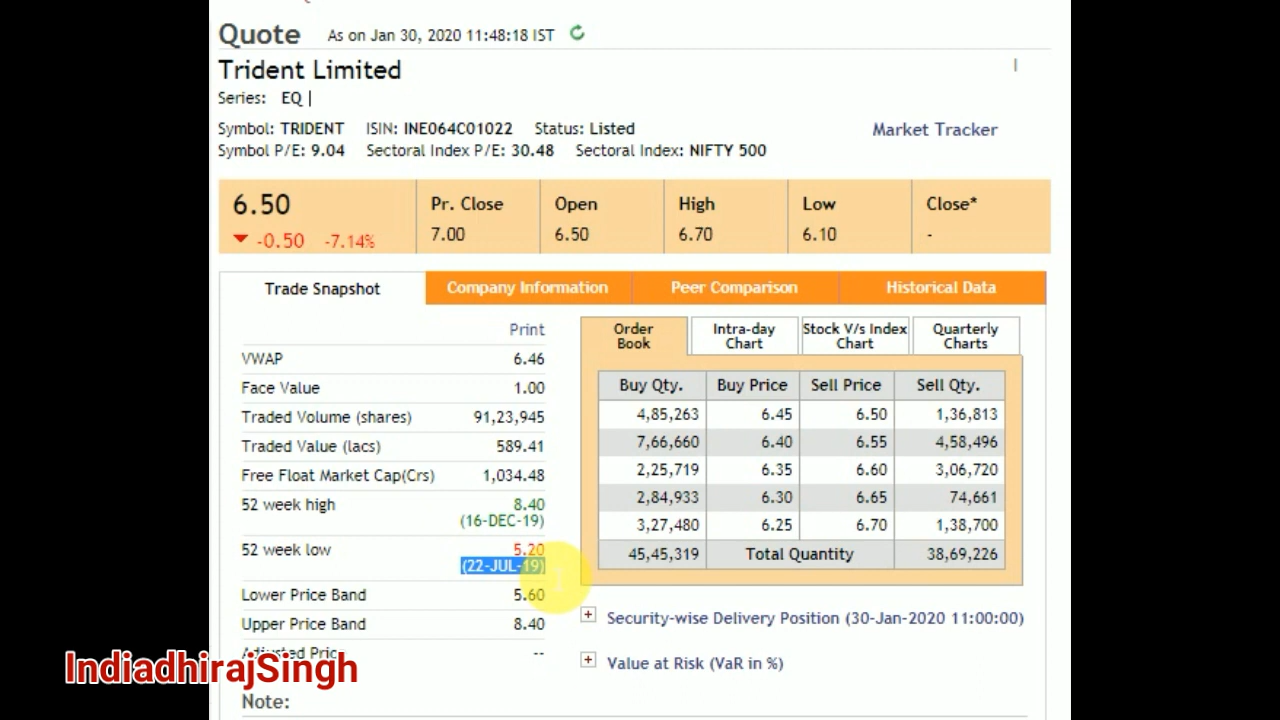 Quote As on Jan 30, 2020 11:48:18 IST
Trident Limited
Series: EQ |
Symbol: TRIDENT ISIN: INE064C01022 Status: Listed
Market Tracker
Symbol P/E: 9.04 Sectoral Index P/E: 30.48 Sectoral Index: NIFTY 500
6.50
-0.50 -7.14%
Pr. Close Open High Low Close*
7.00 6.50 6.70 6.10 -
Trade Snapshot Company Information Peer Comparison Historical Data
Print
VWAP 6.46
Face Value 1.00
Traded Volume (shares) 91,23,945
Traded Value (lacs) 589.41
Free Float Market Cap(Crs) 1,034.48
52 week high 8.40
(16-DEC-19)
52 week low 5.20
(22-JUL-19)
Lower Price Band 5.60
Upper Price Band 8.40
Adjusted Pric --
Note:
Order Book Intra-day Chart Stock V/s Index Chart Quarterly Charts
Buy Qty. Buy Price Sell Price Sell Qty.
4,85,263 6.45 6.50 1,36,813
7,66,660 6.40 6.55 4,58,496
2,25,719 6.35 6.60 3,06,720
2,84,933 6.30 6.65 74,661
3,27,480 6.25 6.70 1,38,700
45,45,319 Total Quantity 38,69,226
Security-wise Delivery Position (30-Jan-2020 11:00:00)
Value at Risk (VaR in %)
IndiadhirajSingh